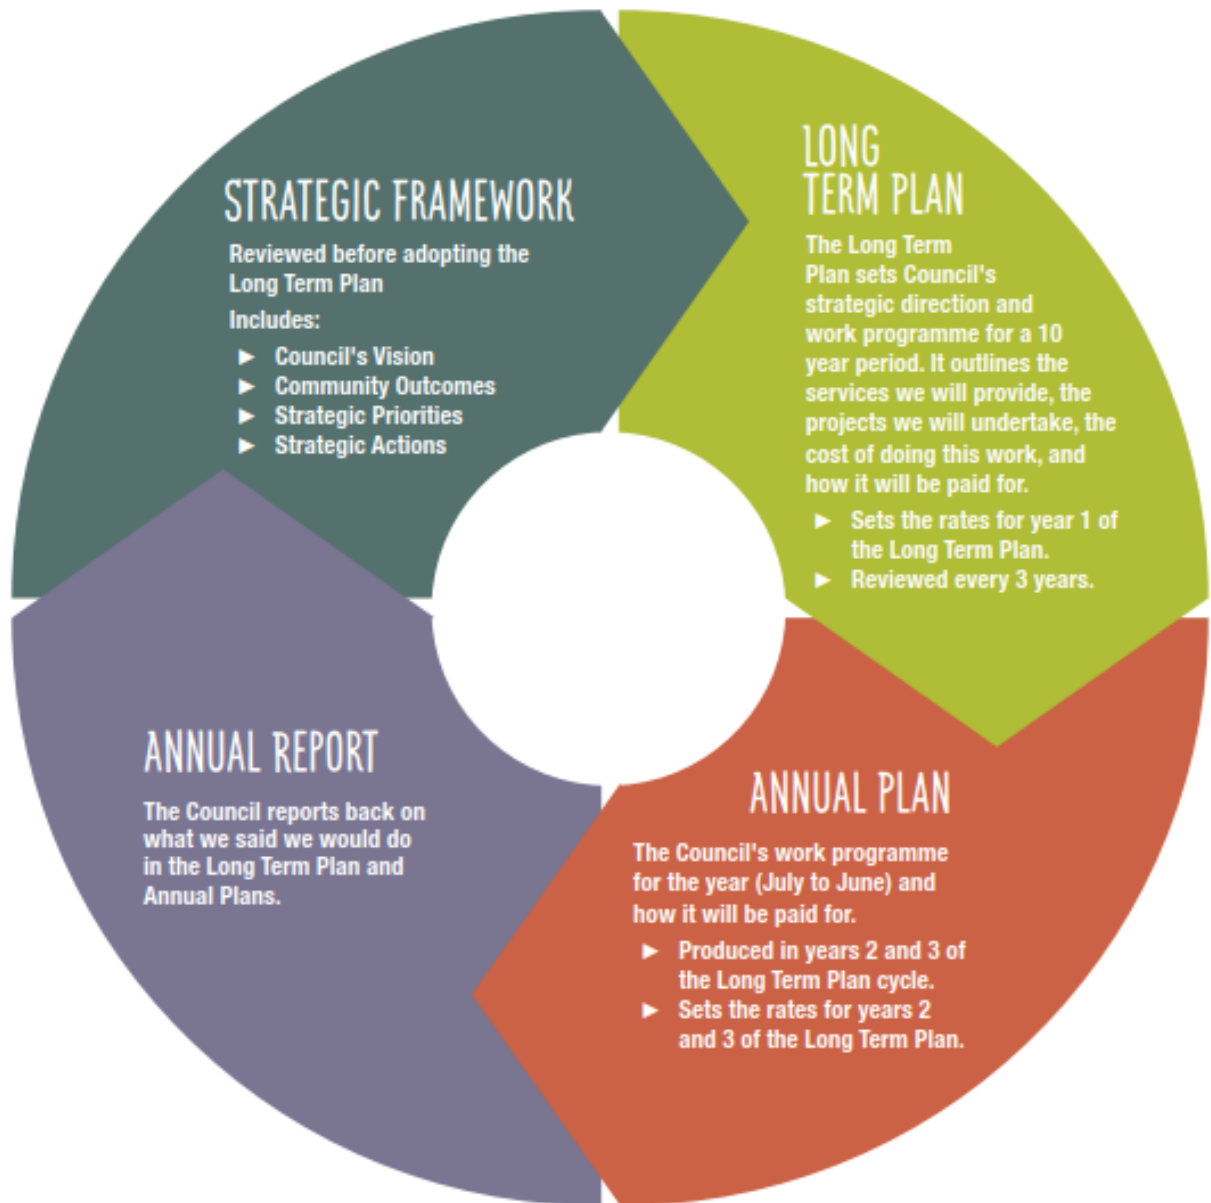 STRATEGIC FRAMEWORK
Reviewed before adopting the
Long Term Plan
Includes:
► Council's Vision
► Community Outcomes
► Strategic Priorities
► Strategic Actions
LONG
TERM PLAN
The Long Term
Plan sets Council's
strategic direction and
work programme for a 10
year period. It outlines the
services we will provide, the
projects we will undertake, the
cost of doing this work, and
how it will be paid for.
► Sets the rates for year 1 of
the Long Term Plan.
► Reviewed every 3 years.
ANNUAL PLAN
The Council's work programme
for the year (July to June) and
how it will be paid for.
► Produced in years 2 and 3 of
the Long Term Plan cycle.
► Sets the rates for years 2
and 3 of the Long Term Plan.
ANNUAL REPORT
The Council reports back on
what we said we would do
in the Long Term Plan and
Annual Plans.